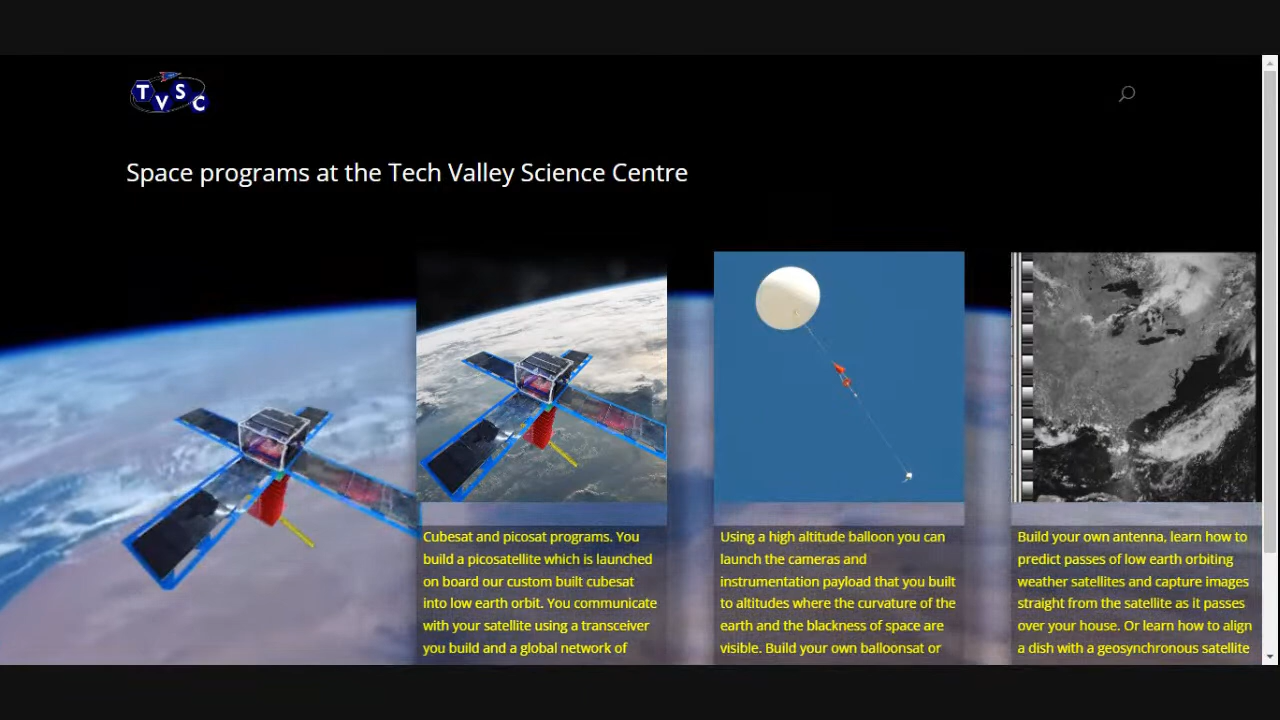 TVSC
Space programs at the Tech Valley Science Centre
Cubesat and picosat programs. You
build a picosatellite which is launched
on board our custom built cubesat
into low earth orbit. You communicate
with your satellite using a transceiver
you build and a global network of
Using a high altitude balloon you can
launch the cameras and
instrumentation payload that you built
to altitudes where the curvature of the
earth and the blackness of space are
visible. Build your own balloonsat or
Build your own antenna, learn how to
predict passes of low earth orbiting
weather satellites and capture images
straight from the satellite as it passes
over your house. Or learn how to align
a dish with a geosynchronous satellite